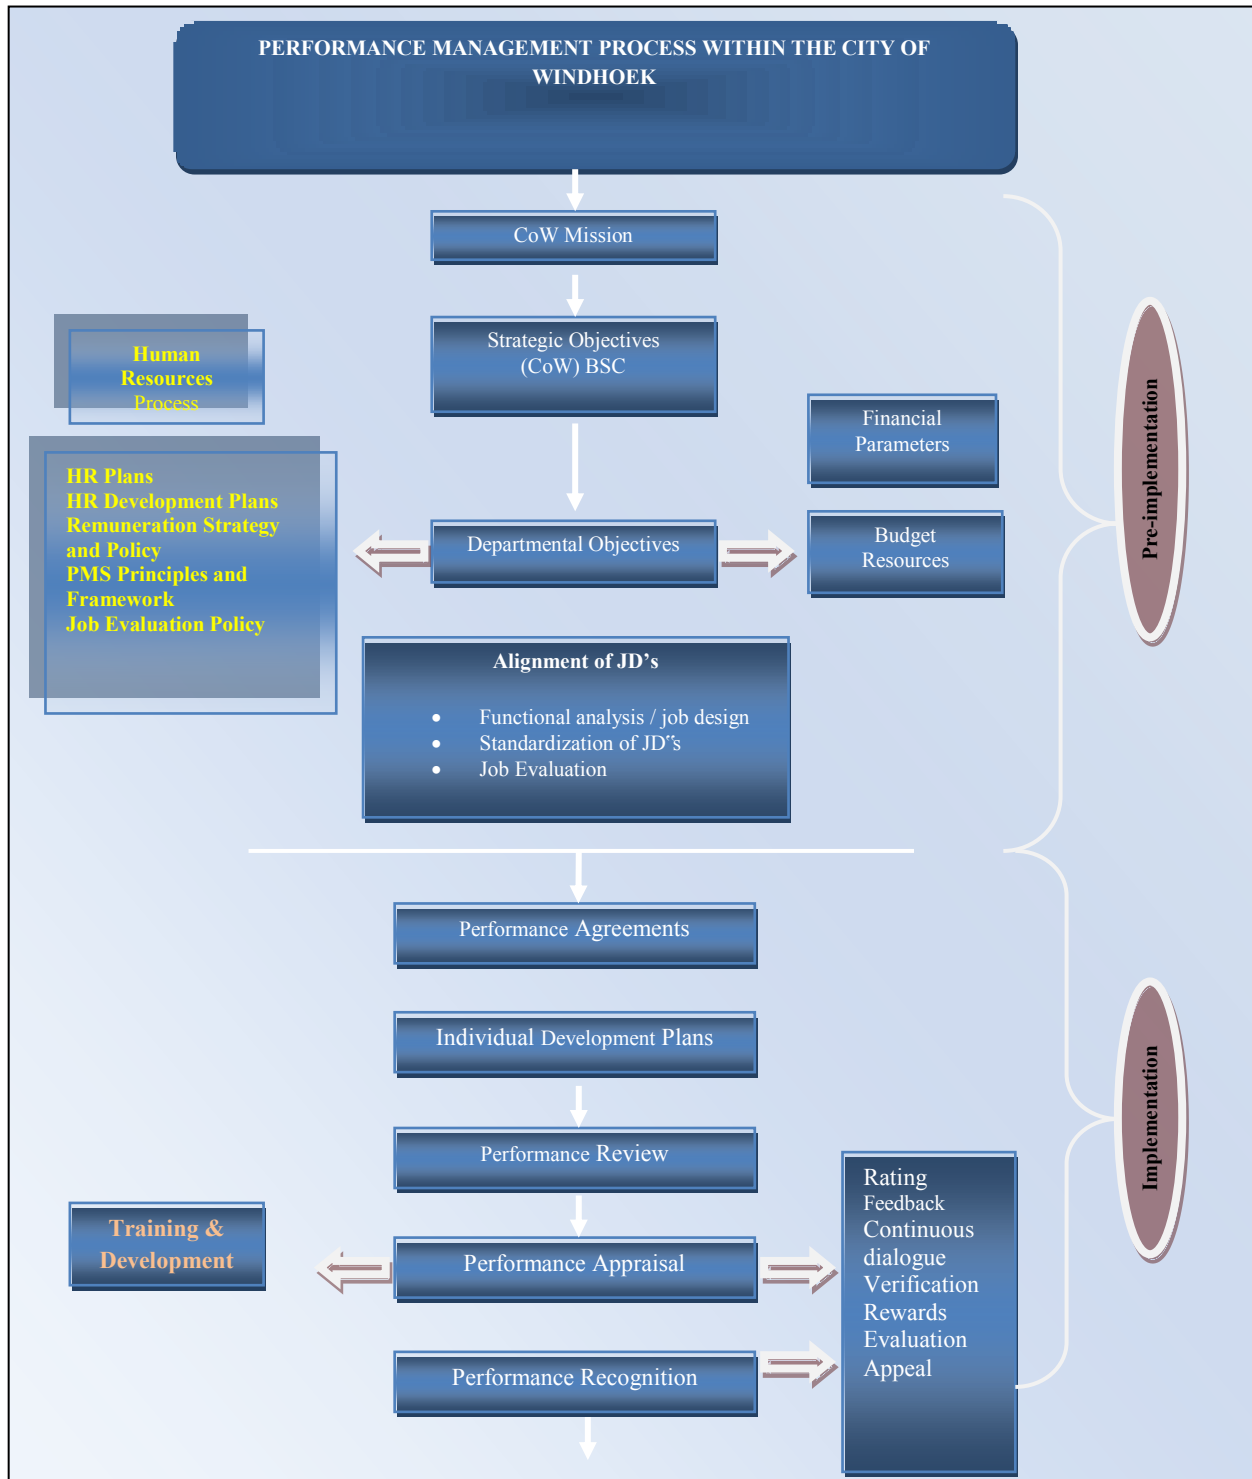 PERFORMANCE MANAGEMENT PROCESS WITHIN THE CITY OF
WINDHOEK
CoW Mission
Strategic Objectives
(CoW) BSC
Human
Resources
Process
Financial
Parameters
HR Plans
HR Development Plans
Remuneration Strategy
and Policy
PMS Principles and
Framework
Job Evaluation Policy
Departmental Objectives
Budget
Resources
Pre-implementation
Alignment of JD’s
• Functional analysis / job design
• Standardization of JD‟s
• Job Evaluation
Performance Agreements
Individual Development Plans
Performance Review
Training &
Development
Performance Appraisal
Performance Recognition
Rating
Feedback
Continuous
dialogue
Verification
Rewards
Evaluation
Appeal
Implementation